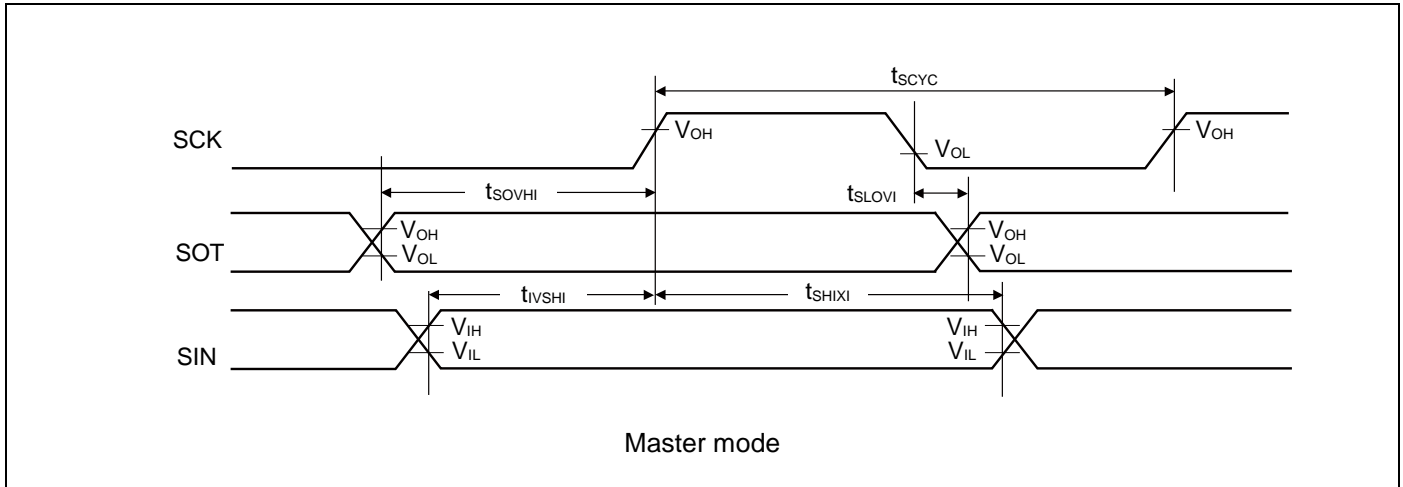 tSCYC
SCK
VOH
VOL
VOH
tSOVHI
tSLOVI
SOT
VOH
VOL
VOH
VOL
tIVSHI
tSHIXI
SIN
VIH
VIL
VIH
VIL
Master mode